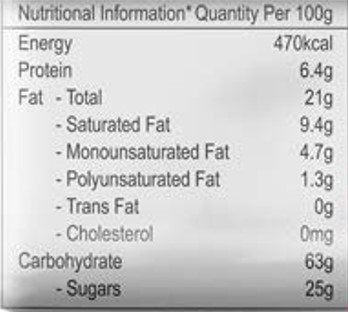 Nutritional Information* Quantity Per 100g
Energy 470kcal
Protein 6.4g
Fat - Total 21g
- Saturated Fat 9.4g
- Monounsaturated Fat 4.7g
- Polyunsaturated Fat 1.3g
- Trans Fat 0g
- Cholesterol 0mg
Carbohydrate 63g
- Sugars 25g